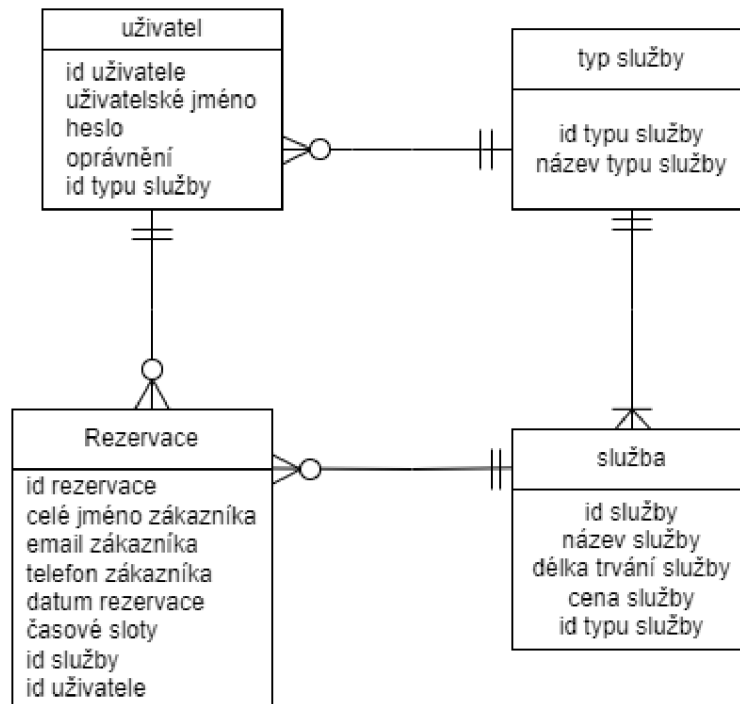 uživatel
id uživatele
uživatelské jméno
heslo
oprávnění
id typu služby
typ služby
id typu služby
název typu služby
Rezervace
id rezervace
celé jméno zákazníka
email zákazníka
telefon zákazníka
datum rezervace
časové sloty
id služby
id uživatele
služba
id služby
název služby
délka trvání služby
cena služby
id typu služby